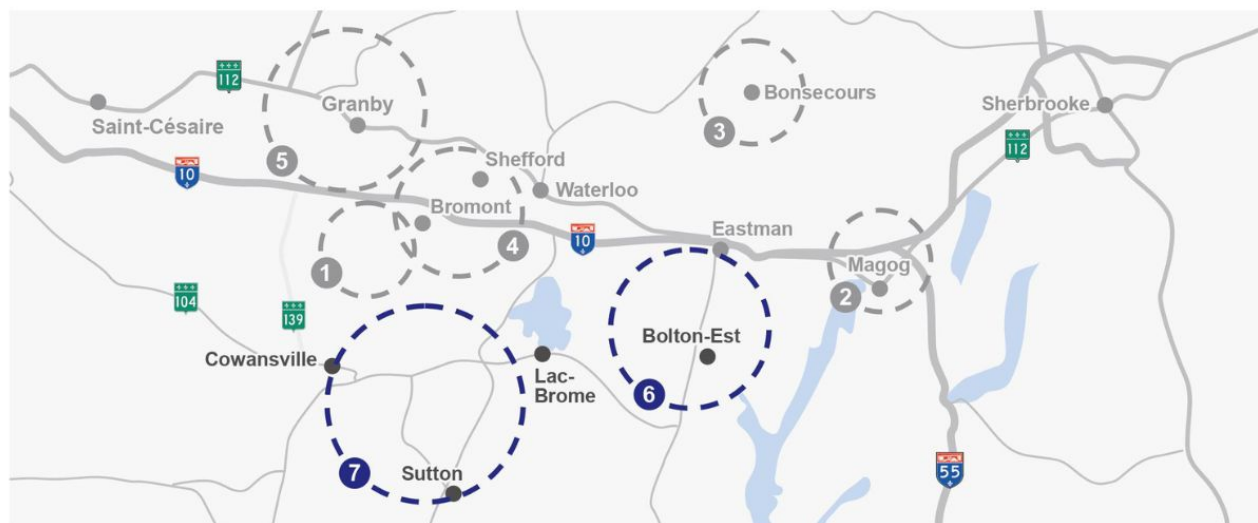 112
Bonsecours
Sherbrooke
Granby
Saint-Césaire
3
112
5
Shefford
10
Waterloo
Bromont
Eastman
4
10
1
Magog
2
104
139
Bolton-Est
Cowansville
Lac-
Brome
6
7
Sutton
55